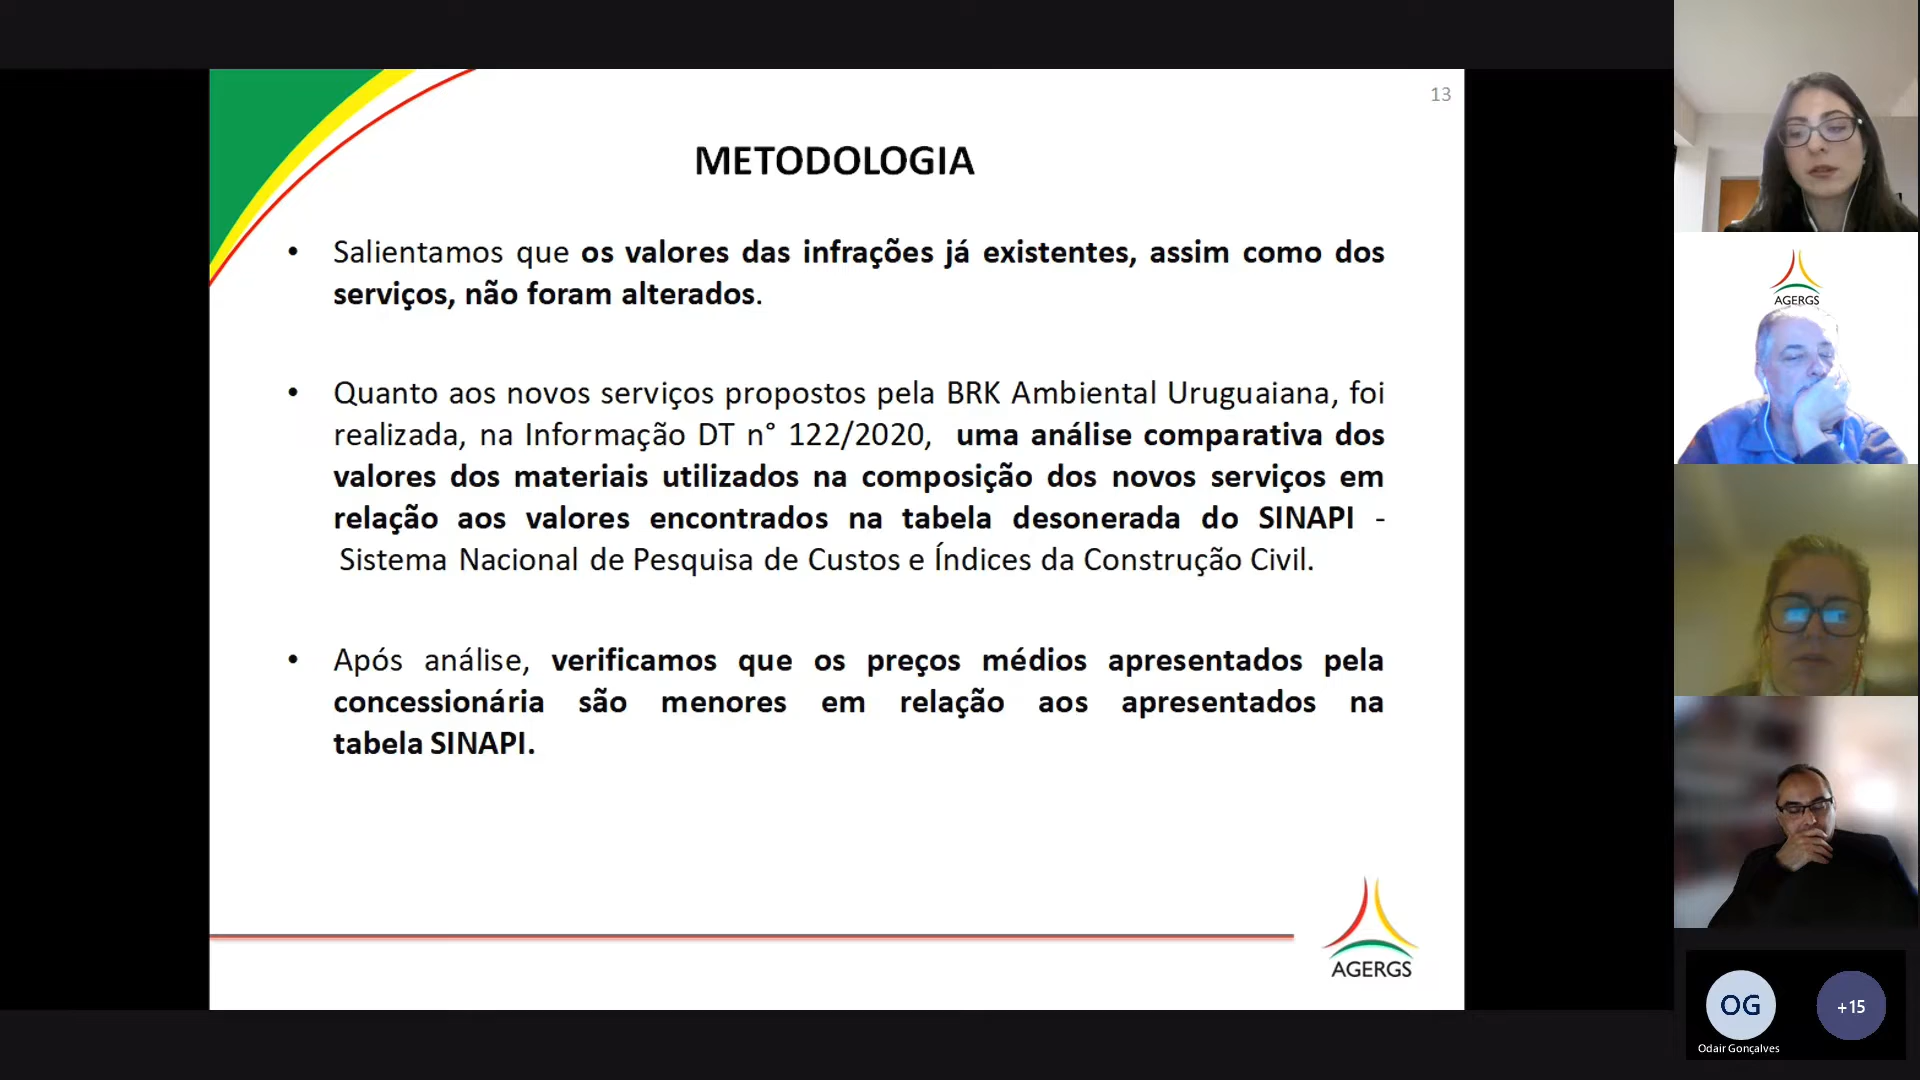 13
METODOLOGIA
• Salientamos que os valores das infrações já existentes, assim como dos
serviços, não foram alterados.
• Quanto aos novos serviços propostos pela BRK Ambiental Uruguaiana, foi
realizada, na Informação DT n° 122/2020, uma análise comparativa dos
valores dos materiais utilizados na composição dos novos serviços em
relação aos valores encontrados na tabela desonerada do SINAPI -
Sistema Nacional de Pesquisa de Custos e Índices da Construção Civil.
• Após análise, verificamos que os preços médios apresentados pela
concessionária são menores em relação aos apresentados na
tabela SINAPI.
AGERGS
AGERGS
OG
+15
Odair Gonçalves